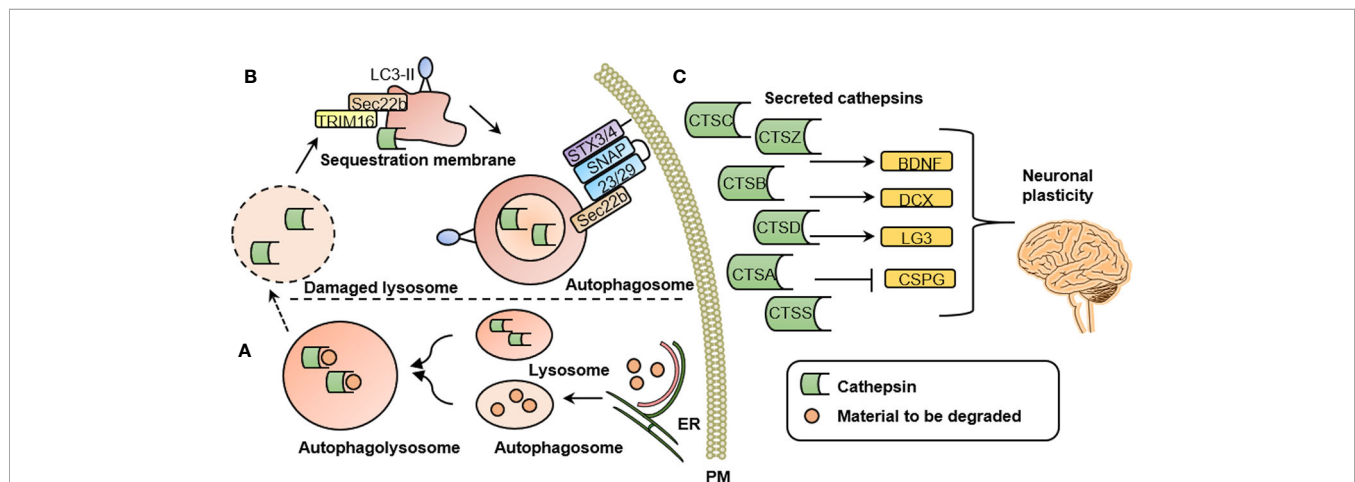 B
LC3-II
Sec22b
TRIM16
Sequestration membrane
STX3/4
SNAP
23/29
Sec22b
Damaged lysosome
Autophagosome
A
Lysosome
Autophagolysosome
Autophagosome
ER
PM
C
Secreted cathepsins
CTSC
CTSZ
BDNF
CTSB
DCX
CTSD
LG3
CTSA
CSPG
CTSS
Neuronal
plasticity
Cathepsin
Material to be degraded